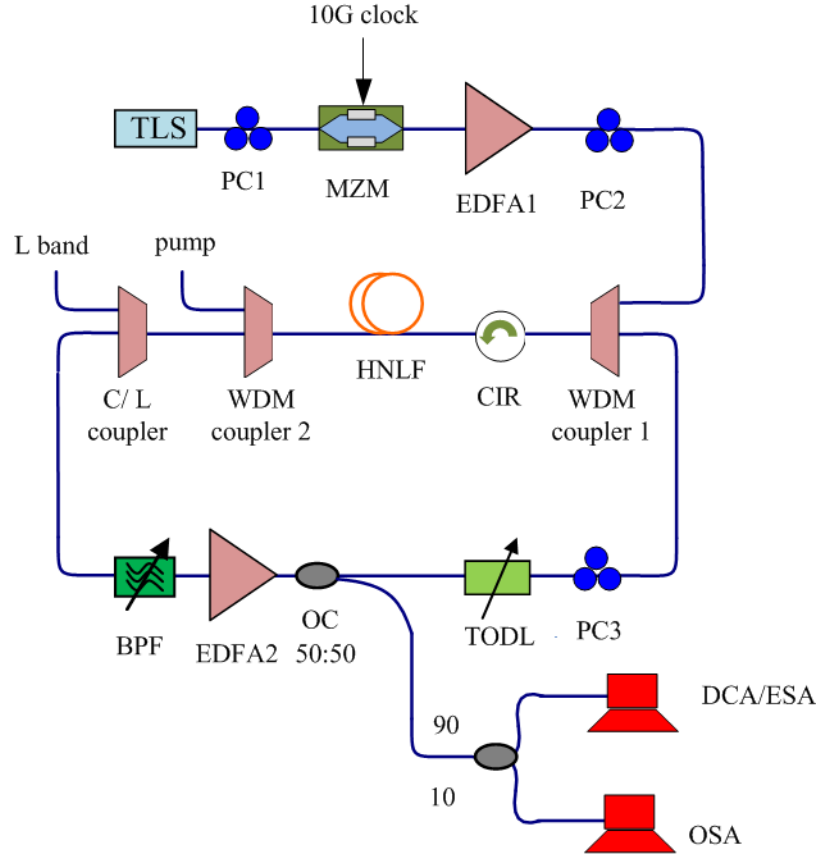 10G clock
TLS
PC1
MZM
EDFA1
PC2
L band
pump
C/ L
coupler
WDM
coupler 2
HNLF
CIR
WDM
coupler 1
BPF
EDFA2
OC
50:50
TODL
PC3
90
10
DCA/ESA
OSA